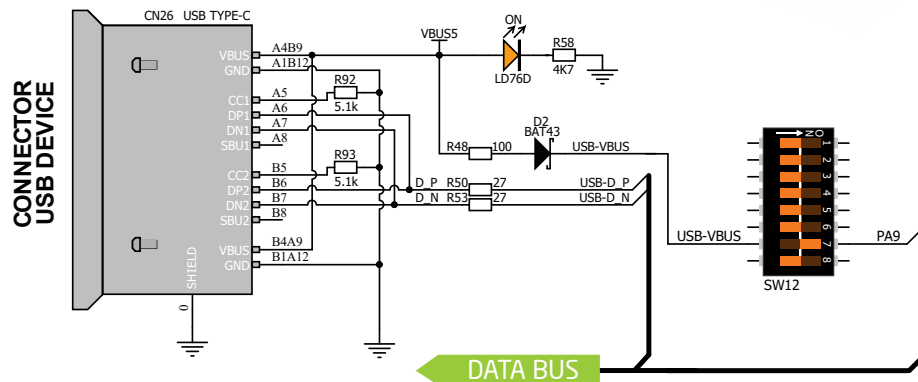 CN26 USB TYPE-C
CONNECTOR
USB DEVICE
VBUS A4B9
GND A1B12
CC1 A5
DP1 A6
DN1 A7
SBU1 A8
CC2 B5
DP2 B6
DN2 B7
SBU2 B8
VBUS B4A9
GND B1A12
SHIELD
0
R92
5.1k
R93
5.1k
VBUS5
ON
LD76D
R58
4K7
D2
BAT43
R48 100
USB-VBUS
D_P R50 27 USB-D_P
D_N R53 27 USB-D_N
USB-VBUS
ON
1
2
3
4
5
6
7
8
SW12
PA9
DATA BUS